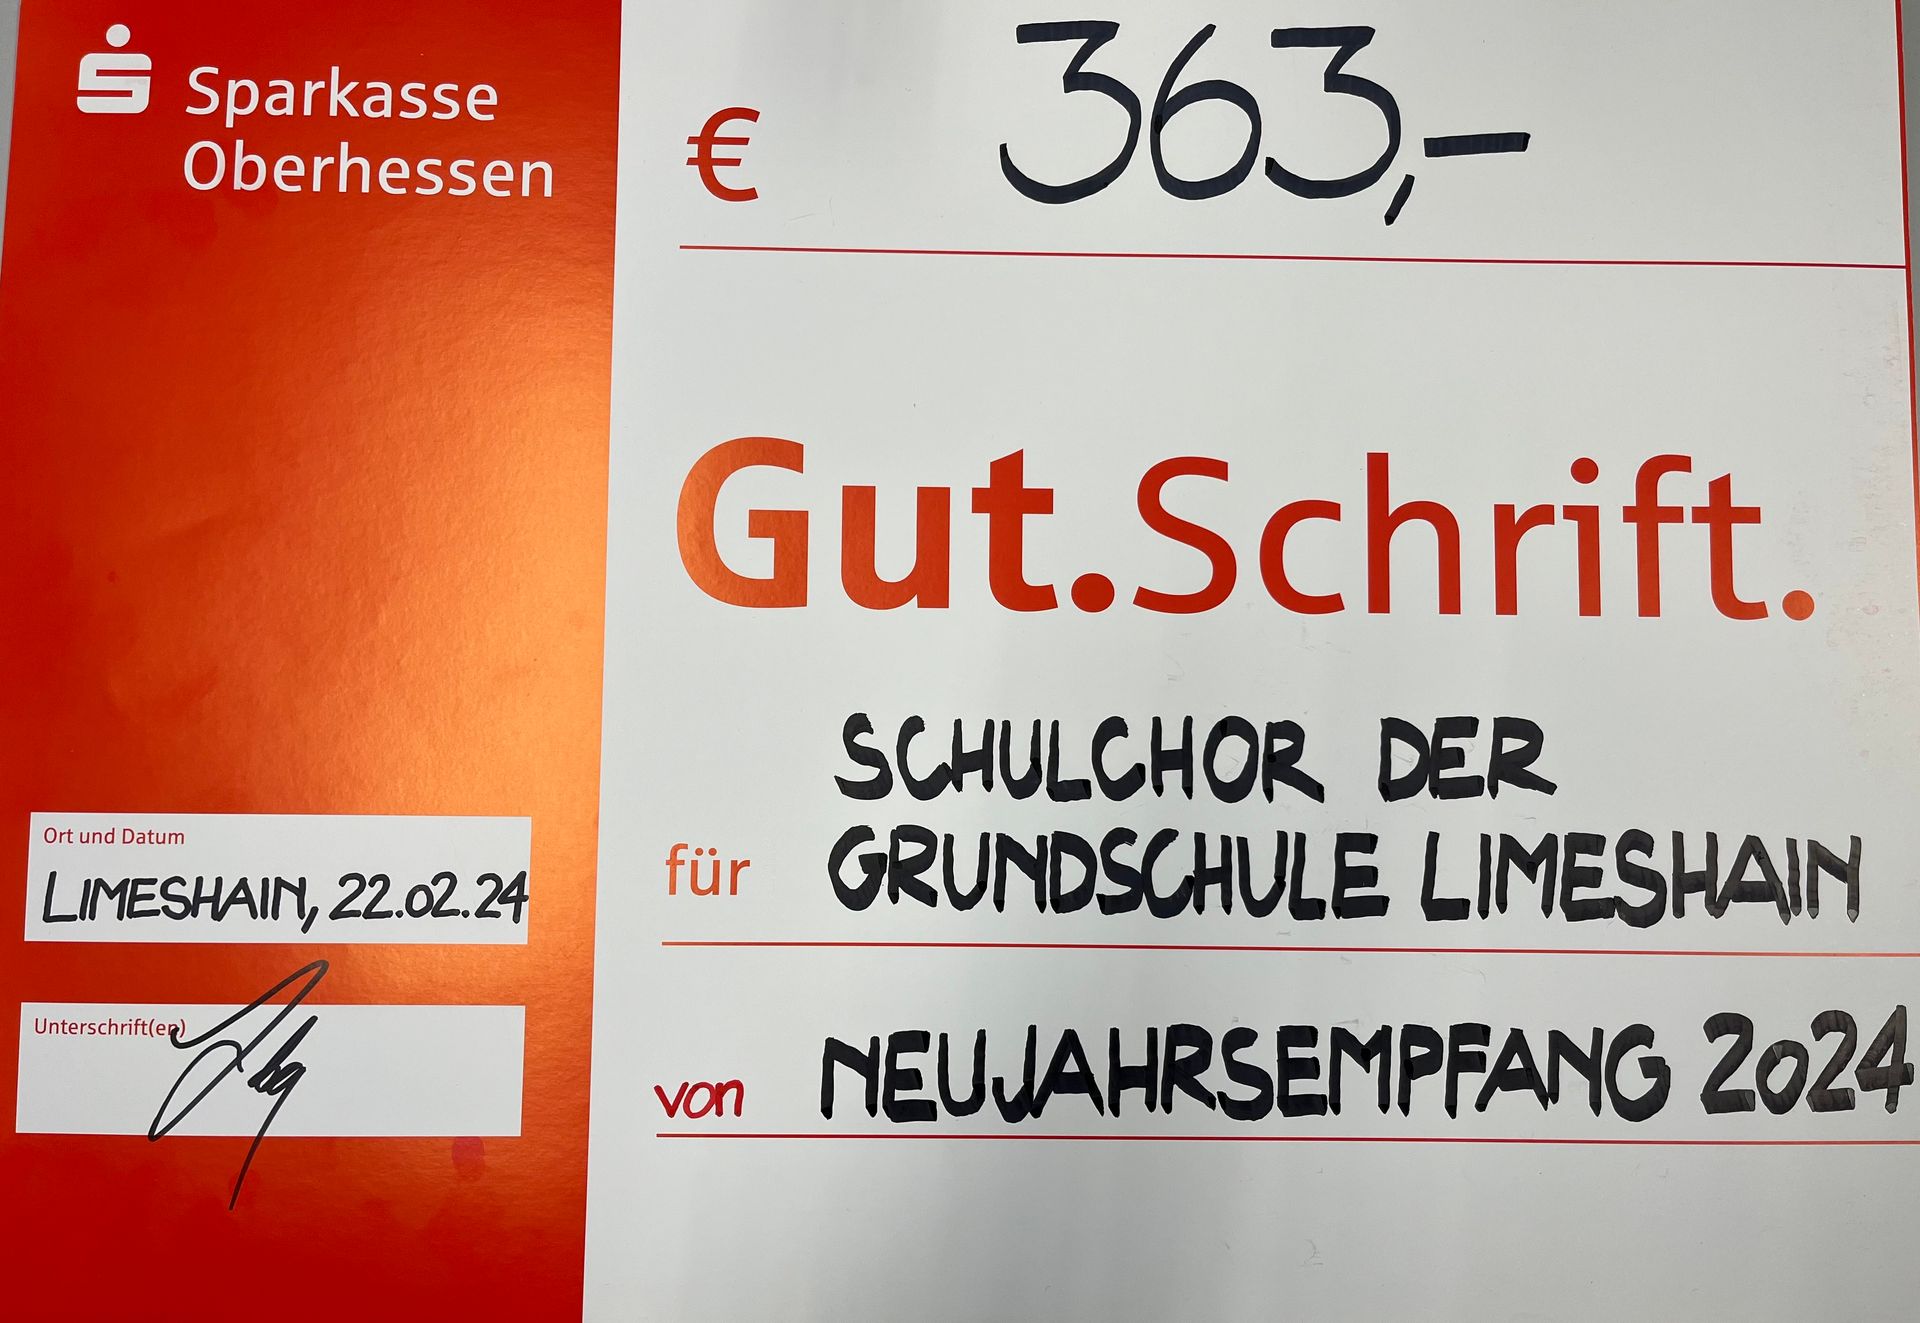 Sparkasse
Oberhessen
€ 363,-
Gut.Schrift.
SCHULCHOR DER
für GRUNDSCHULE LIMESHAIN
von NEUJAHRSEMPFANG 2024
Ort und Datum
LIMESHAIN, 22.02.24
Unterschrift(en)